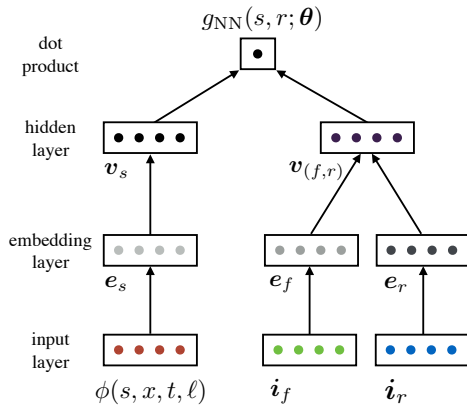 g_NN(s, r; θ)
dot
product
hidden
layer
v_s
v_(f,r)
embedding
layer
e_s
e_f
e_r
input
layer
ϕ(s, x, t, ℓ)
i_f
i_r